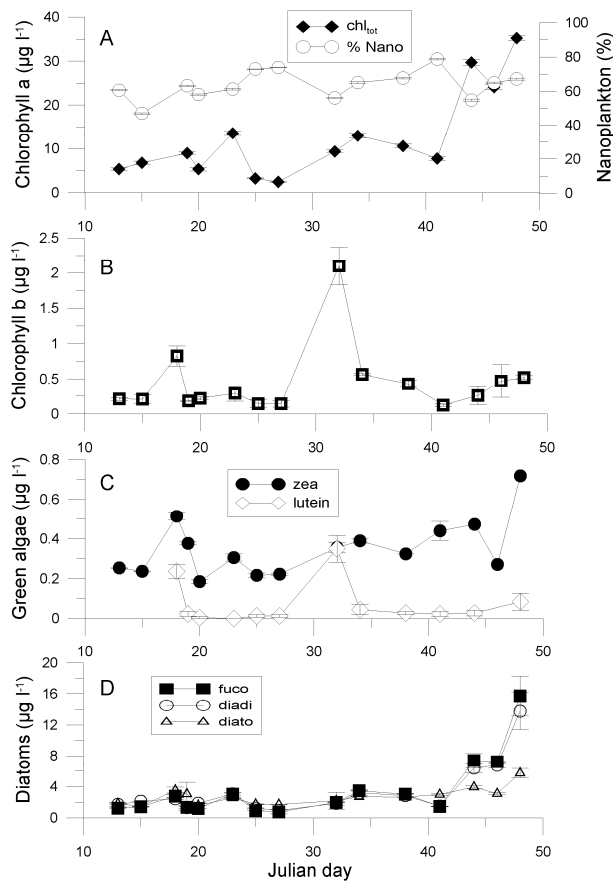 A
chl tot
% Nano
Chlorophyll a (µg l-1)
40
30
20
10
0
Nanoplankton (%)
100
80
60
40
20
0
10 20 30 40 50
B
Chlorophyll b (µg l-1)
2.5
2
1.5
1
0.5
0
10 20 30 40 50
C
zea
lutein
Green algae (µg l-1)
0.8
0.6
0.4
0.2
0
10 20 30 40 50
D
fuco
diadi
diato
Diatoms (µg l-1)
20
16
12
8
4
0
10 20 30 40 50
Julian day